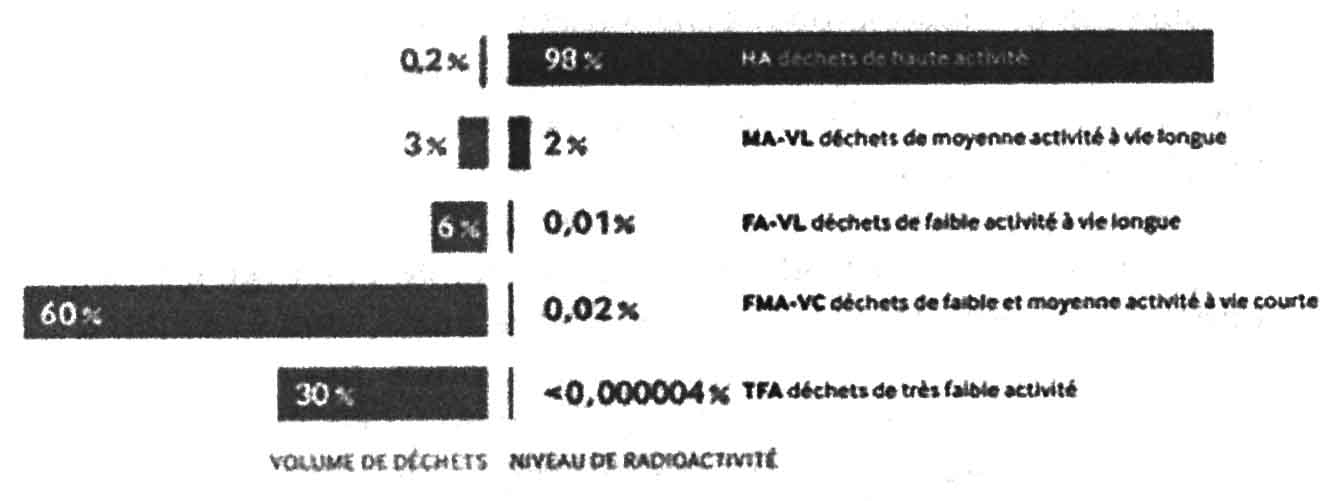 0,2 % 98 % HA déchets de haute activité
3 % 2 % MA-VL déchets de moyenne activité à vie longue
6 % 0,01 % FA-VL déchets de faible activité à vie longue
60 % 0,02 % FMA-VC déchets de faible et moyenne activité à vie courte
30 % <0,000004 % TFA déchets de très faible activité
VOLUME DE DÉCHETS NIVEAU DE RADIOACTIVITÉ